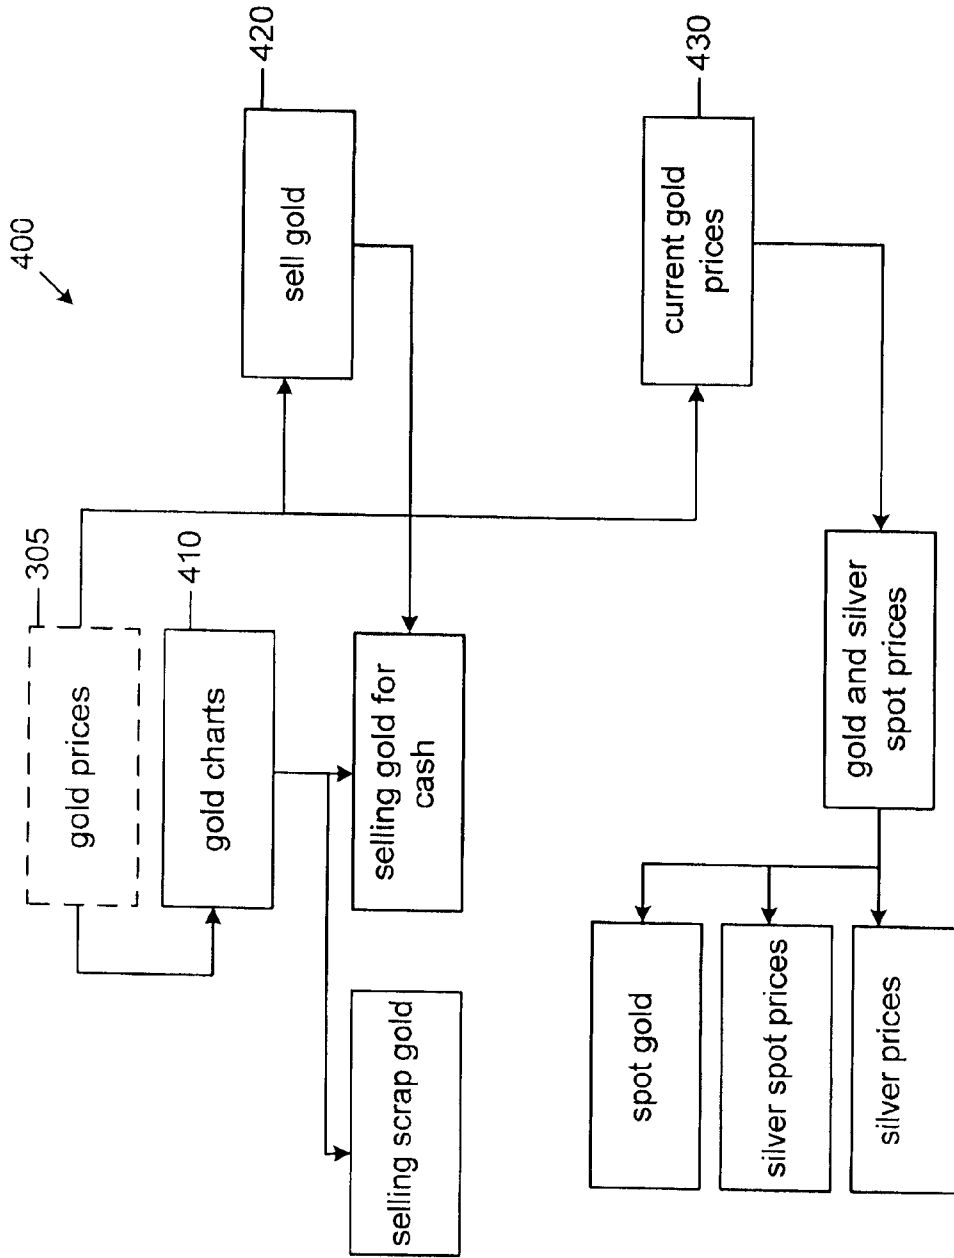 400
305
gold prices
410
gold charts
420
sell gold
selling gold for
cash
selling scrap gold
430
current gold
prices
gold and silver
spot prices
spot gold
silver spot prices
silver prices